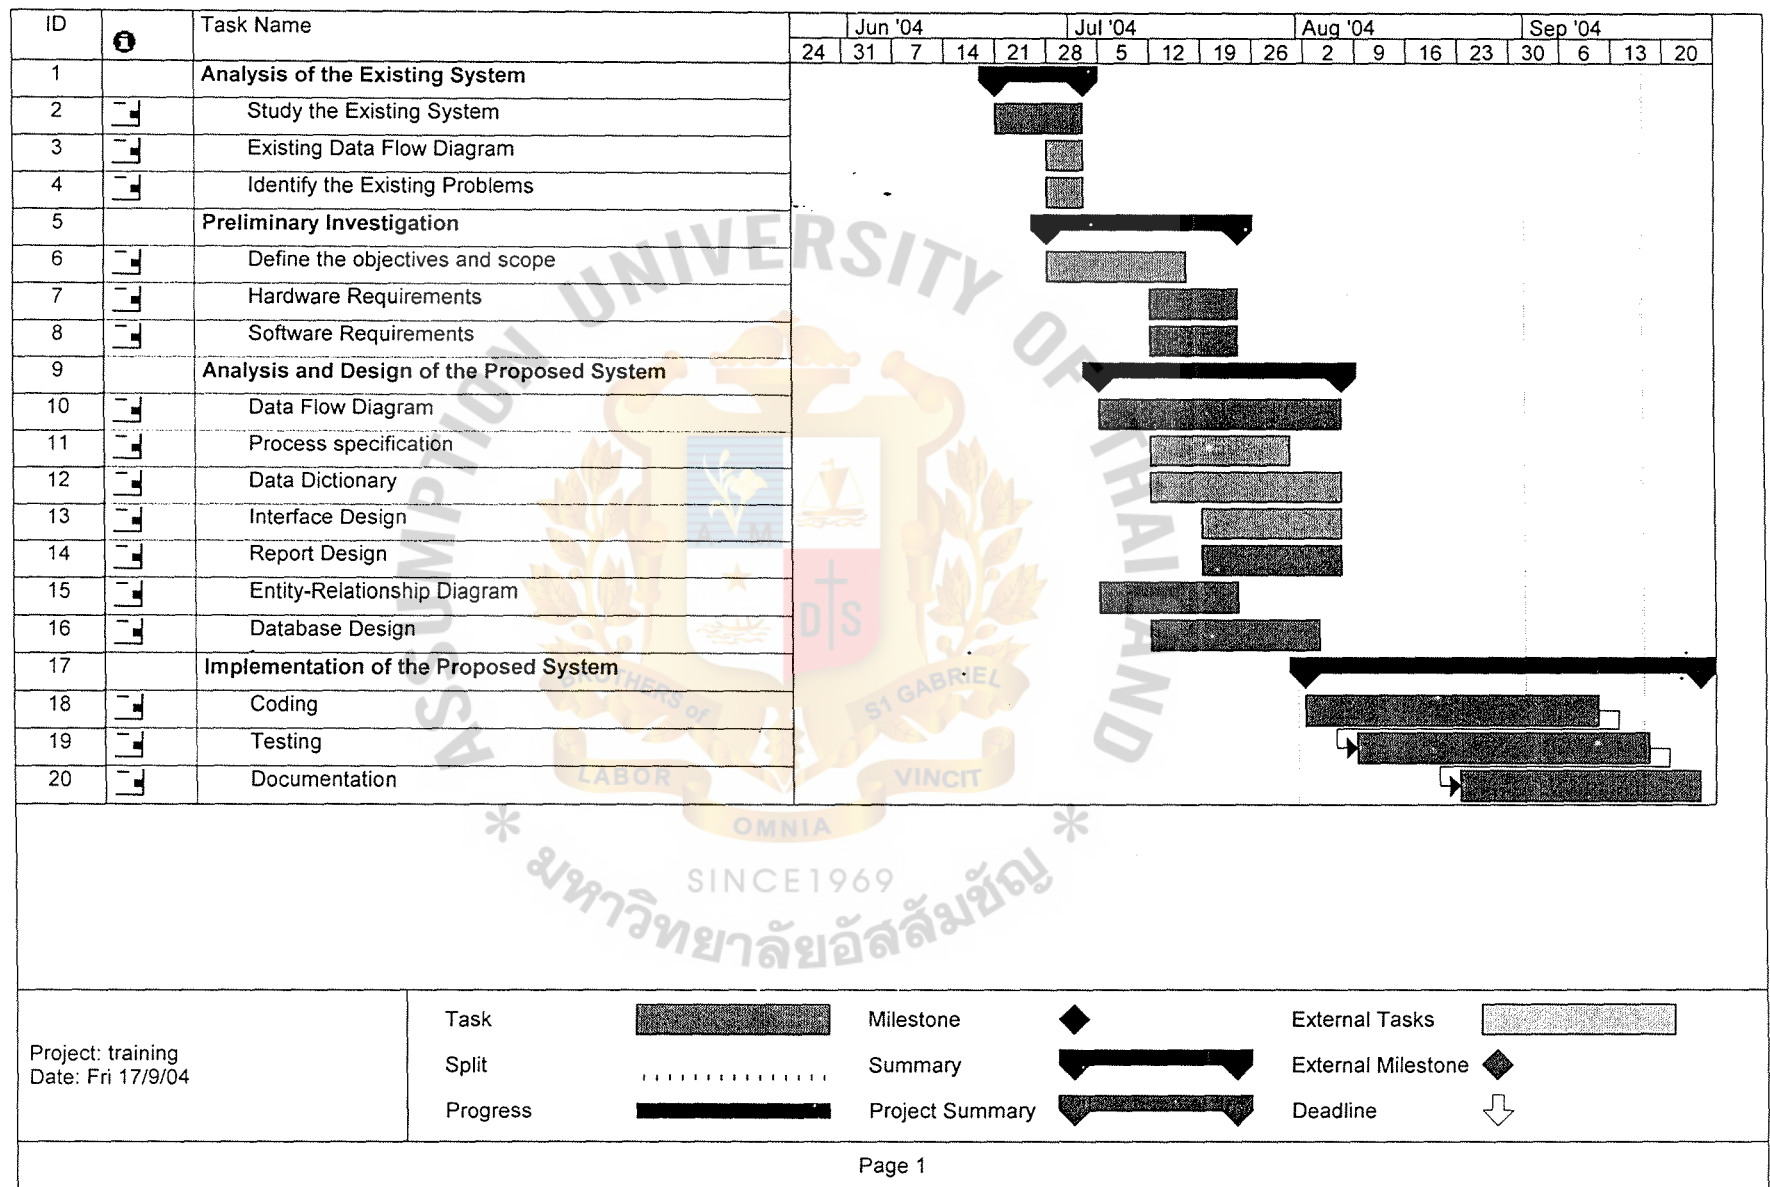 ID Task Name Jun '04 Jul '04 Aug '04 Sep '04
24 31 7 14 21 28 5 12 19 26 2 9 16 23 30 6 13 20
1 Analysis of the Existing System
2 Study the Existing System
3 Existing Data Flow Diagram
4 Identify the Existing Problems
5 Preliminary Investigation
6 Define the objectives and scope
7 Hardware Requirements
8 Software Requirements
9 Analysis and Design of the Proposed System
10 Data Flow Diagram
11 Process specification
12 Data Dictionary
13 Interface Design
14 Report Design
15 Entity-Relationship Diagram
16 Database Design
17 Implementation of the Proposed System
18 Coding
19 Testing
20 Documentation
ASSUMPTION UNIVERSITY OF THAILAND
A M
D S
BROTHERS of ST GABRIEL
LABOR
VINCIT
OMNIA
SINCE1969
มหาวิทยาลัยอัสสัมชัญ
Project: training
Date: Fri 17/9/04
Task Milestone External Tasks
Split Summary External Milestone
Progress Project Summary Deadline
Page 1